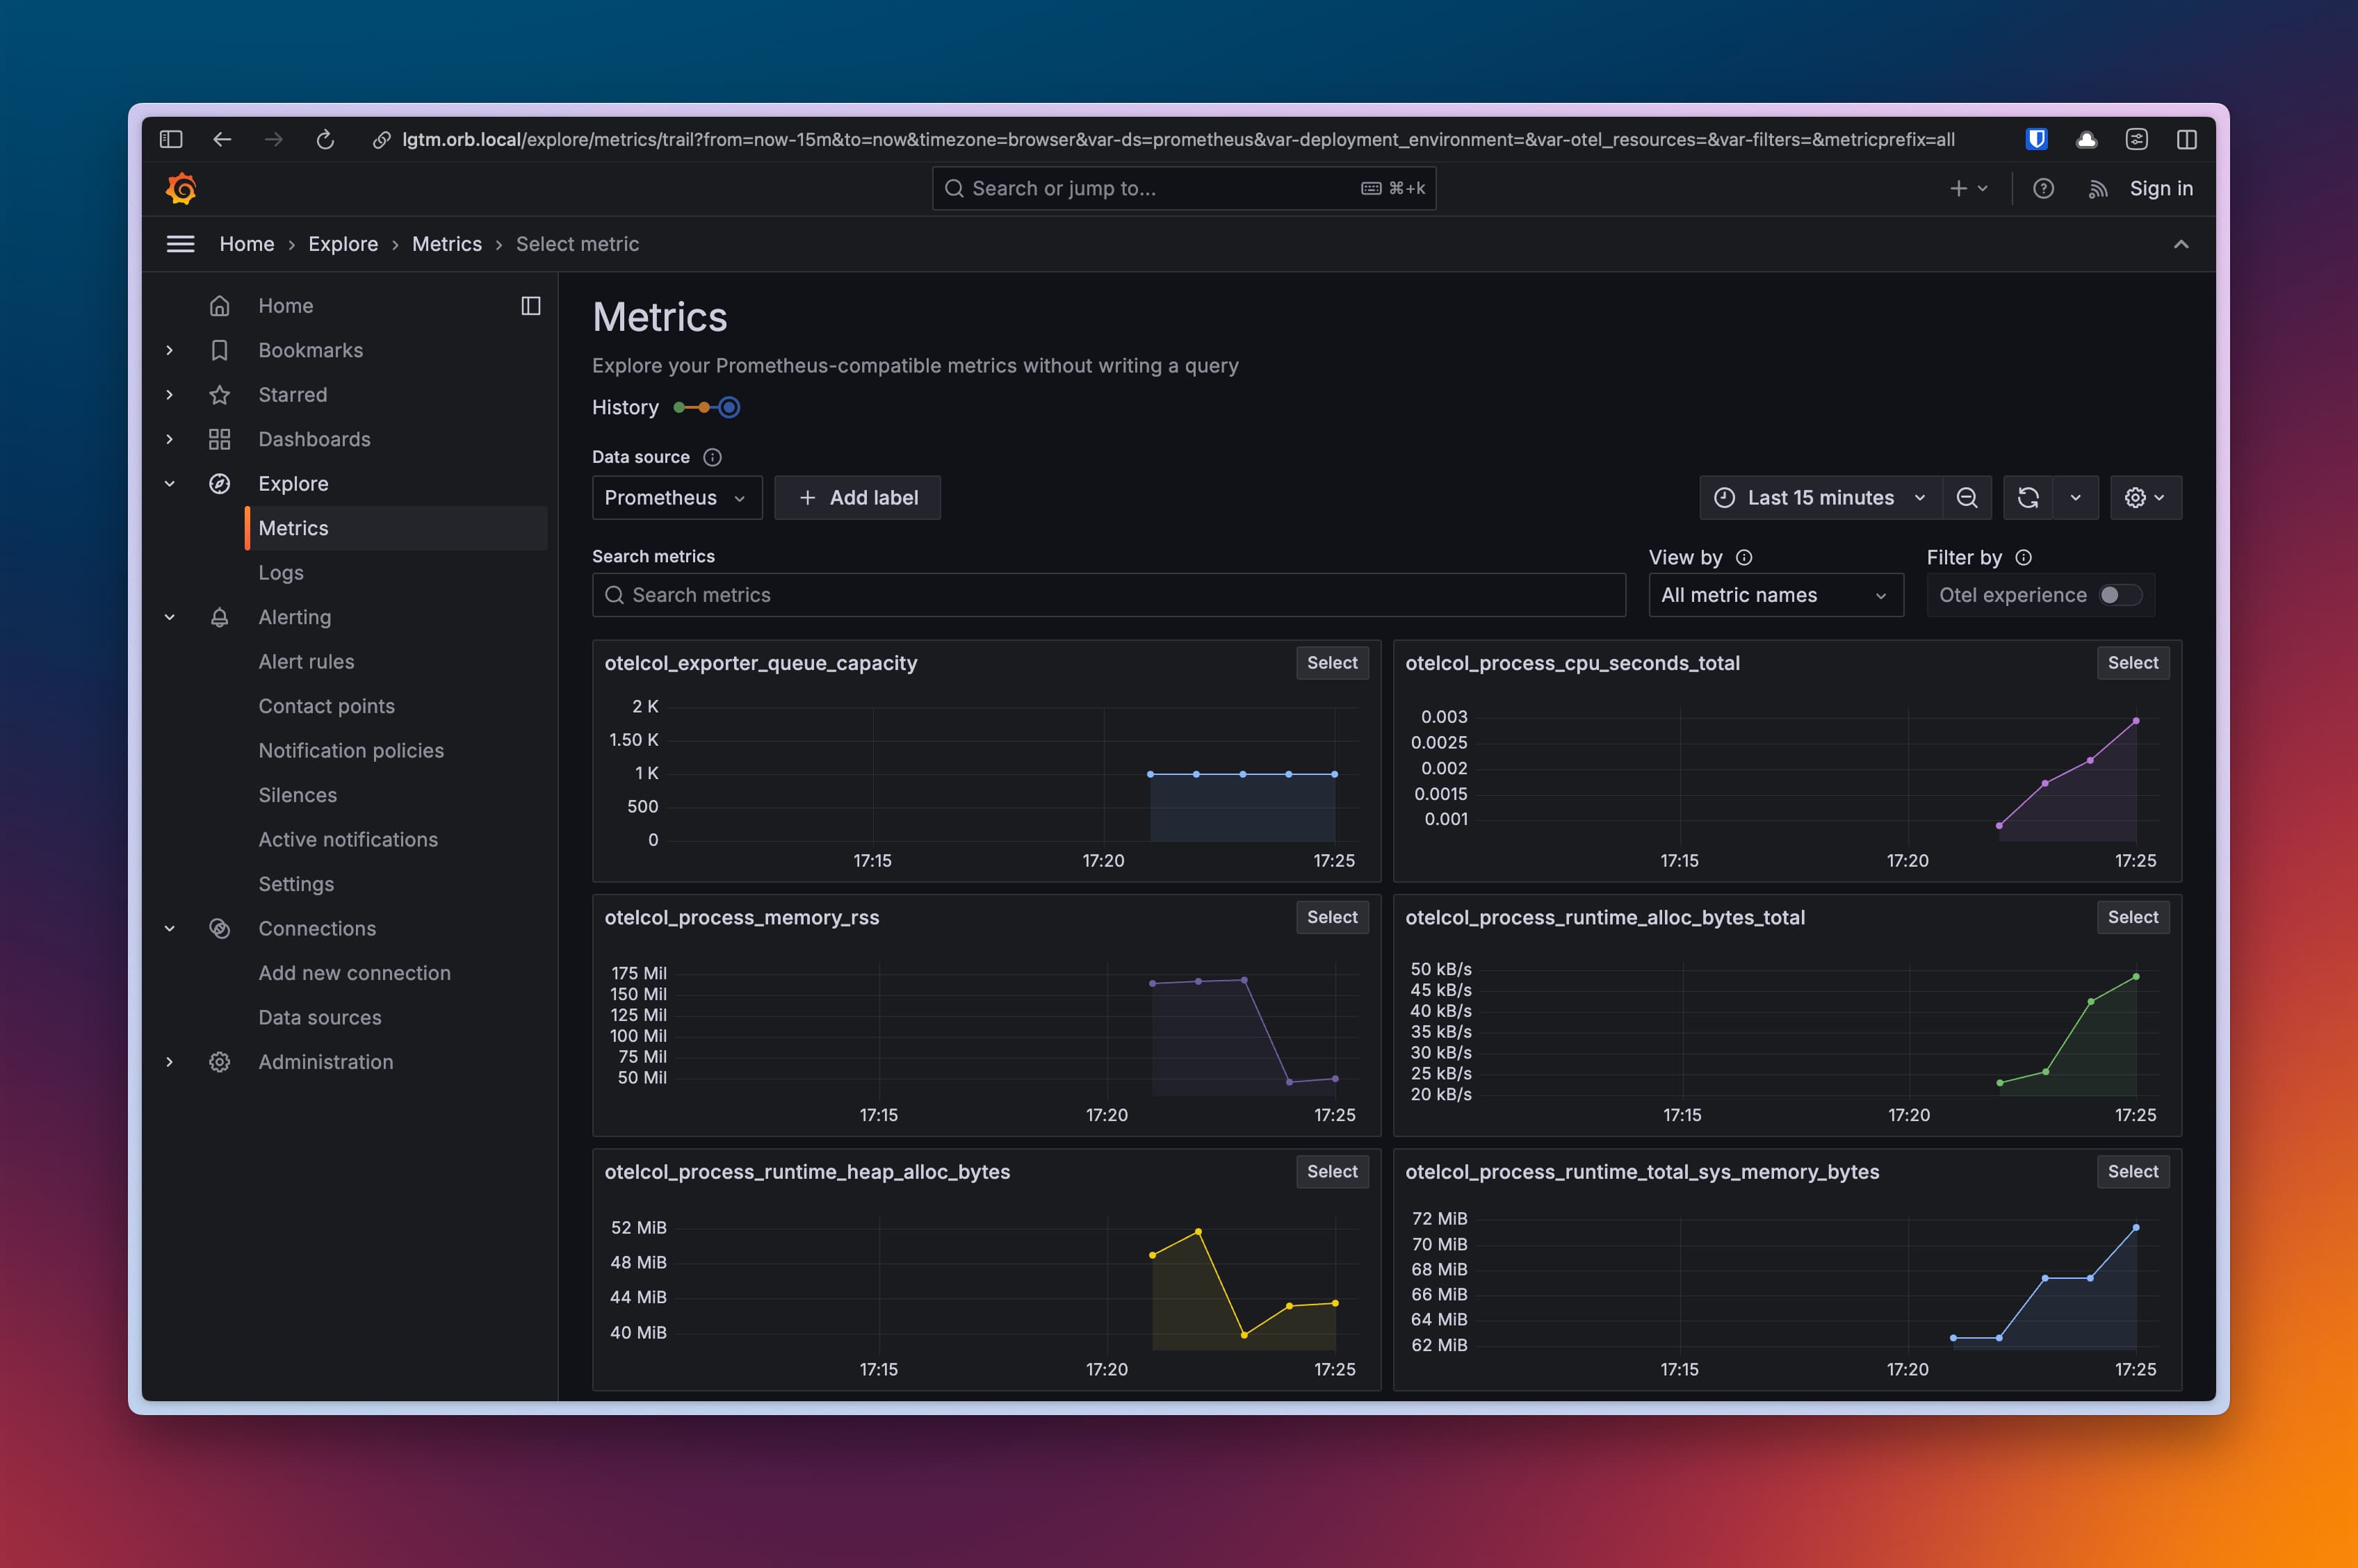 lgtm.orb.local/explore/metrics/trail?from=now-15m&to=now&timezone=browser&var-ds=prometheus&var-deployment_environment=&var-otel_resources=&var-filters=&metricprefix=all
Search or jump to... ⌘+k
Sign in
Home › Explore › Metrics › Select metric
Home
Bookmarks
Starred
Dashboards
Explore
Metrics
Logs
Alerting
Alert rules
Contact points
Notification policies
Silences
Active notifications
Settings
Connections
Add new connection
Data sources
Administration
Metrics
Explore your Prometheus-compatible metrics without writing a query
History
Data source
Prometheus
+ Add label
Last 15 minutes
Search metrics
Search metrics
View by
All metric names
Filter by
Otel experience
otelcol_exporter_queue_capacity
Select
2 K
1.50 K
1 K
500
0
17:15 17:20 17:25
otelcol_process_cpu_seconds_total
Select
0.003
0.0025
0.002
0.0015
0.001
17:15 17:20 17:25
otelcol_process_memory_rss
Select
175 Mil
150 Mil
125 Mil
100 Mil
75 Mil
50 Mil
17:15 17:20 17:25
otelcol_process_runtime_alloc_bytes_total
Select
50 kB/s
45 kB/s
40 kB/s
35 kB/s
30 kB/s
25 kB/s
20 kB/s
17:15 17:20 17:25
otelcol_process_runtime_heap_alloc_bytes
Select
52 MiB
48 MiB
44 MiB
40 MiB
17:15 17:20 17:25
otelcol_process_runtime_total_sys_memory_bytes
Select
72 MiB
70 MiB
68 MiB
66 MiB
64 MiB
62 MiB
17:15 17:20 17:25